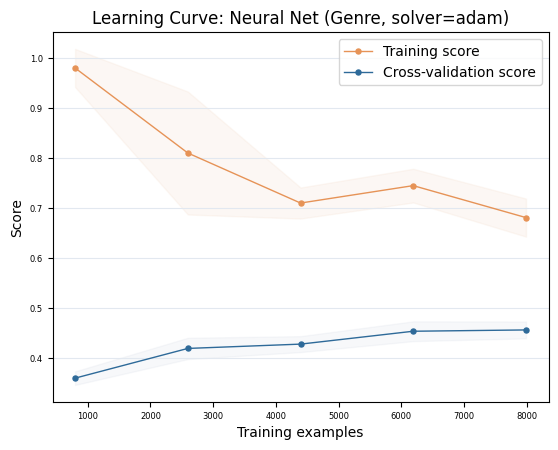 Learning Curve: Neural Net (Genre, solver=adam)
Training score
Cross-validation score
Score
1.0
0.9
0.8
0.7
0.6
0.5
0.4
1000 2000 3000 4000 5000 6000 7000 8000
Training examples